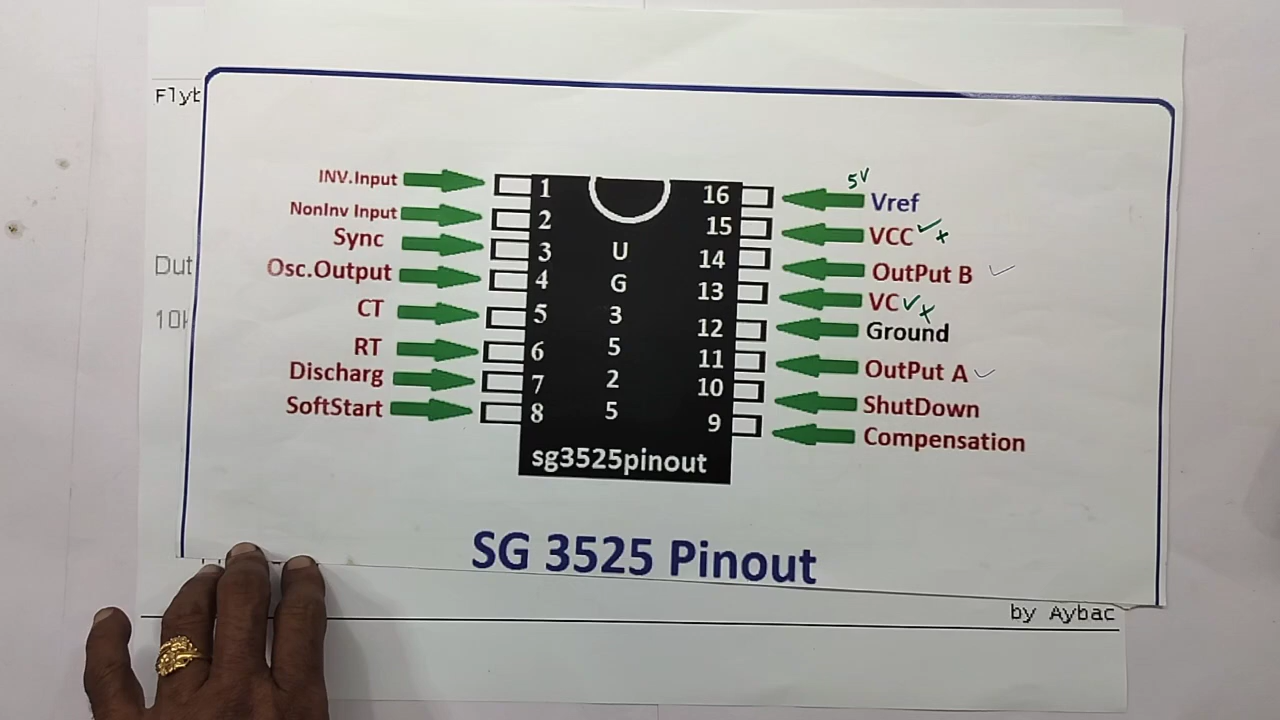 Flyb
Dut
10k
INV.Input
NonInv Input
Sync
Osc.Output
CT
RT
Discharg
SoftStart
1
2
3
4
5
6
7
8
U
G
3
5
2
5
16
15
14
13
12
11
10
9
5V
Vref
VCC
OutPut B
VC
Ground
OutPut A
ShutDown
Compensation
sg3525pinout
SG 3525 Pinout
by Aybac